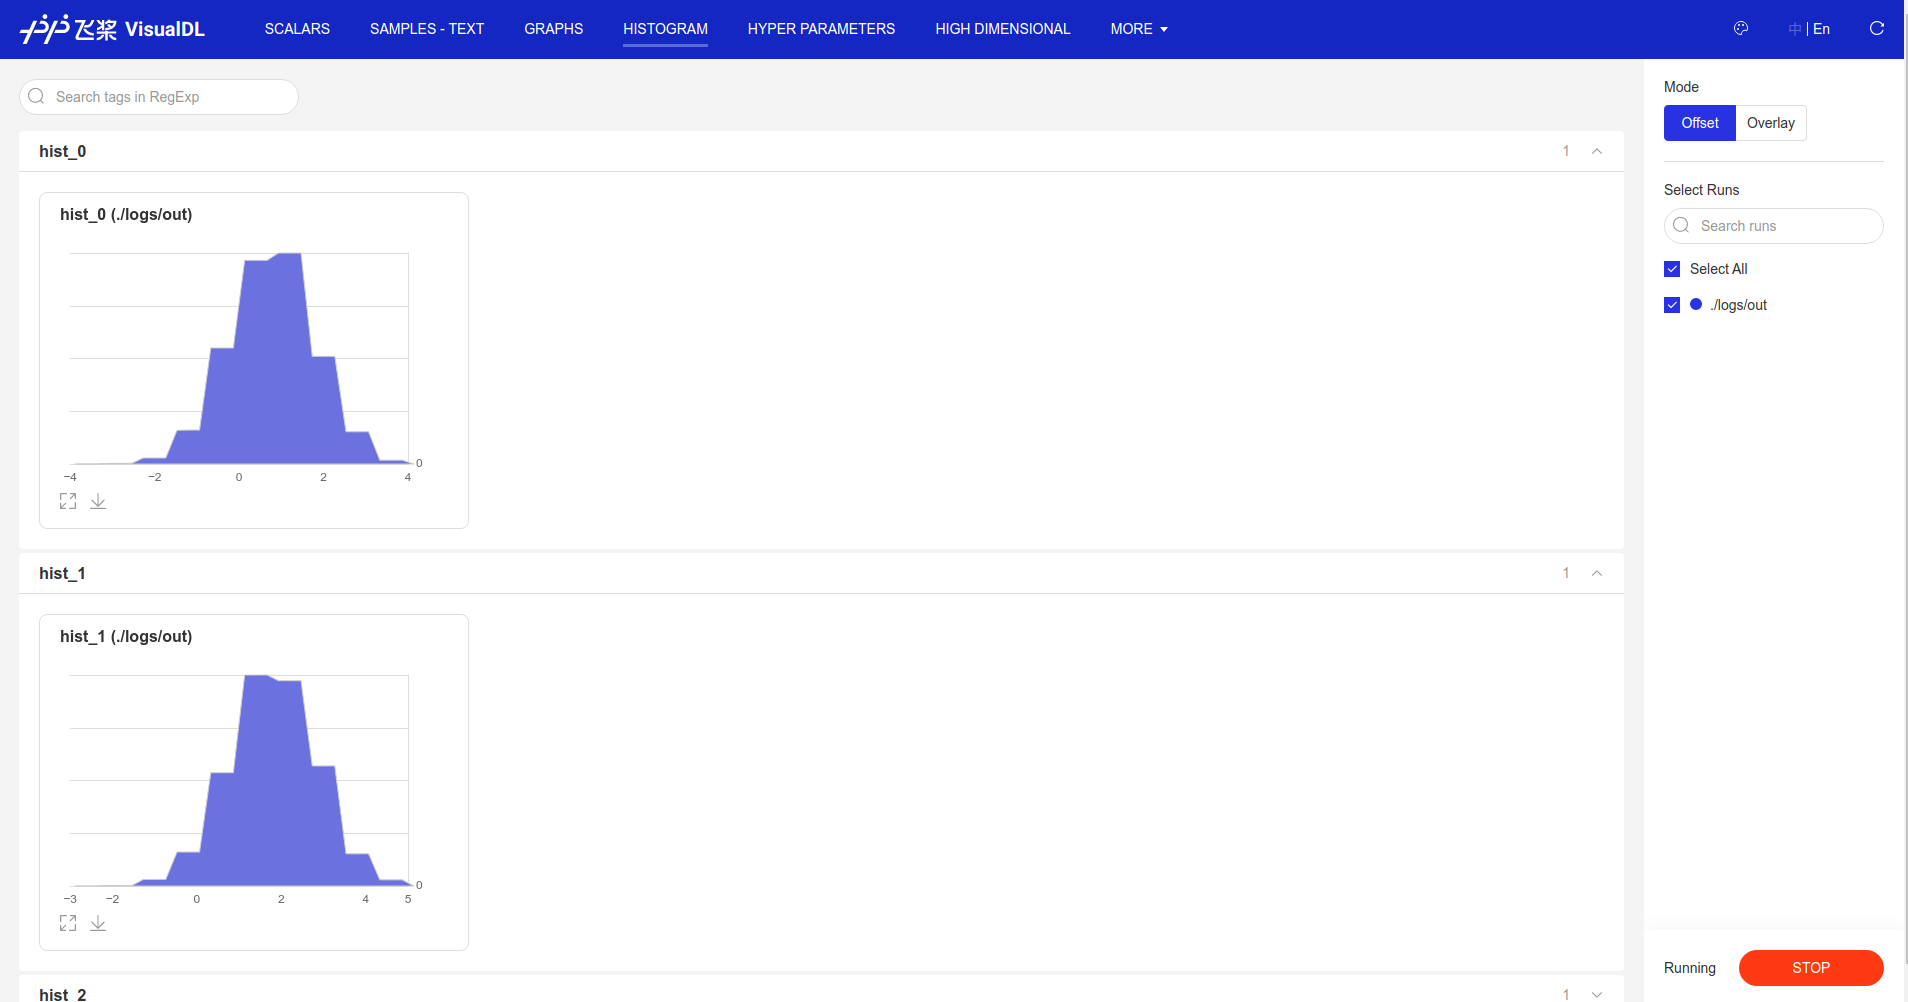 飞桨 VisualDL SCALARS SAMPLES - TEXT GRAPHS HISTOGRAM HYPER PARAMETERS HIGH DIMENSIONAL MORE 中 | En
Search tags in RegExp
hist_0 1
hist_0 (./logs/out)
0
−4 −2 0 2 4
hist_1 1
hist_1 (./logs/out)
0
−3 −2 0 2 4 5
hist_2 1
Mode
Offset Overlay
Select Runs
Search runs
Select All
./logs/out
Running STOP